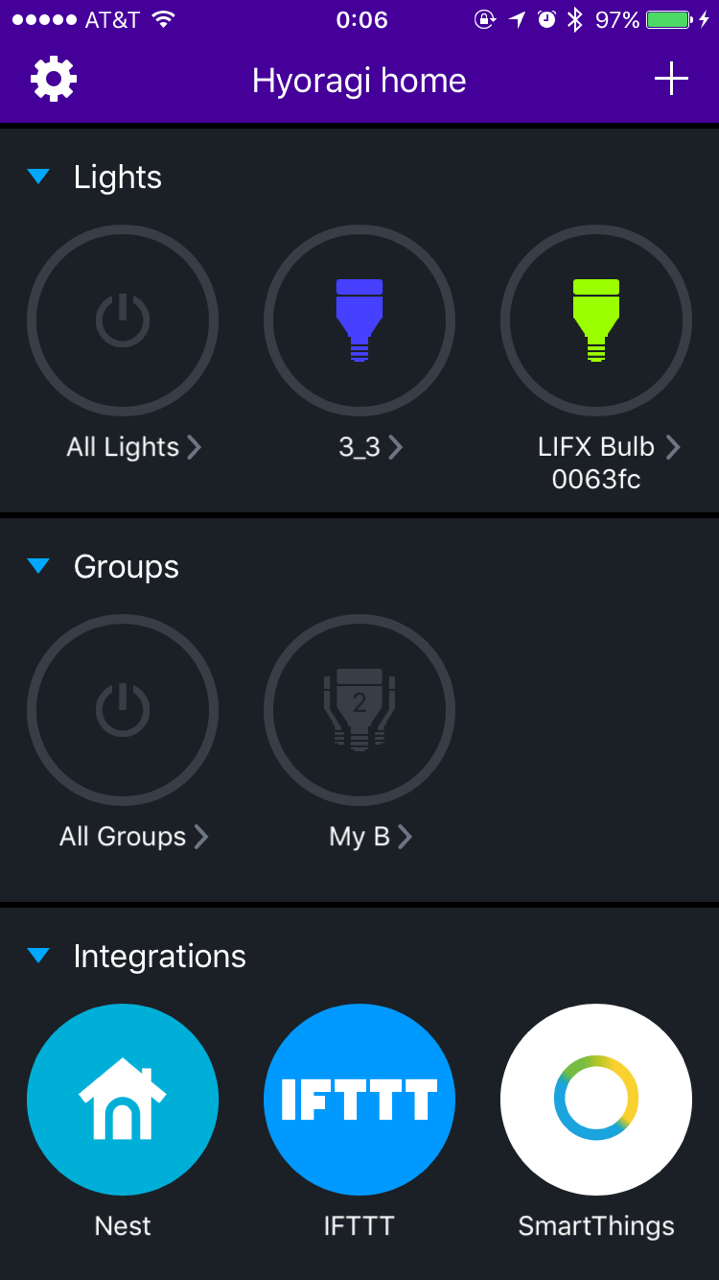 AT&T 0:06 97%
Hyoragi home
Lights
All Lights 3_3 LIFX Bulb
0063fc
Groups
2
All Groups My B
Integrations
IFTTT
Nest IFTTT SmartThings